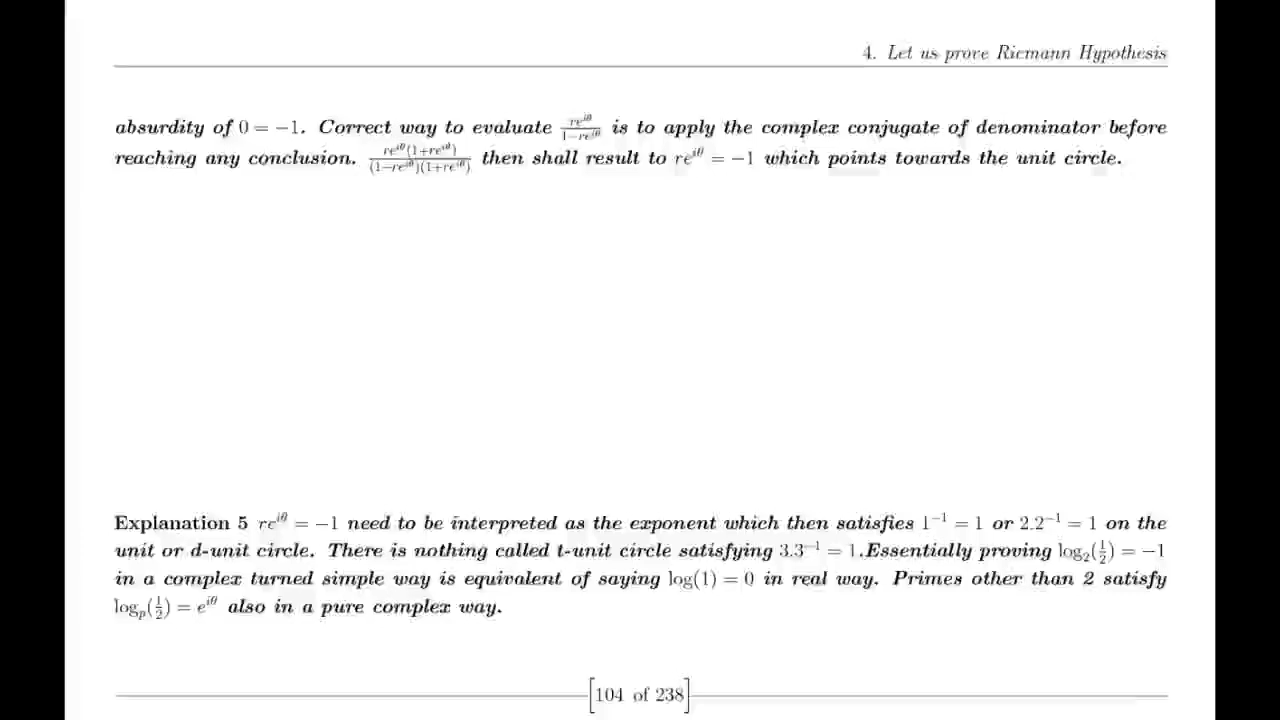 4. Let us prove Riemann Hypothesis
absurdity of 0 = −1. Correct way to evaluate re^{iθ}/(1−re^{iθ}) is to apply the complex conjugate of denominator before
reaching any conclusion. re^{iθ}(1+re^{iθ})/((1−re^{iθ})(1+re^{iθ})) then shall result to re^{iθ} = −1 which points towards the unit circle.
Explanation 5 re^{iθ} = −1 need to be interpreted as the exponent which then satisfies 1^{−1} = 1 or 2.2^{−1} = 1 on the
unit or d-unit circle. There is nothing called t-unit circle satisfying 3.3^{−1} = 1.Essentially proving log₂(1/2) = −1
in a complex turned simple way is equivalent of saying log(1) = 0 in real way. Primes other than 2 satisfy
log_p(1/2) = e^{iθ} also in a pure complex way.
[104 of 238]